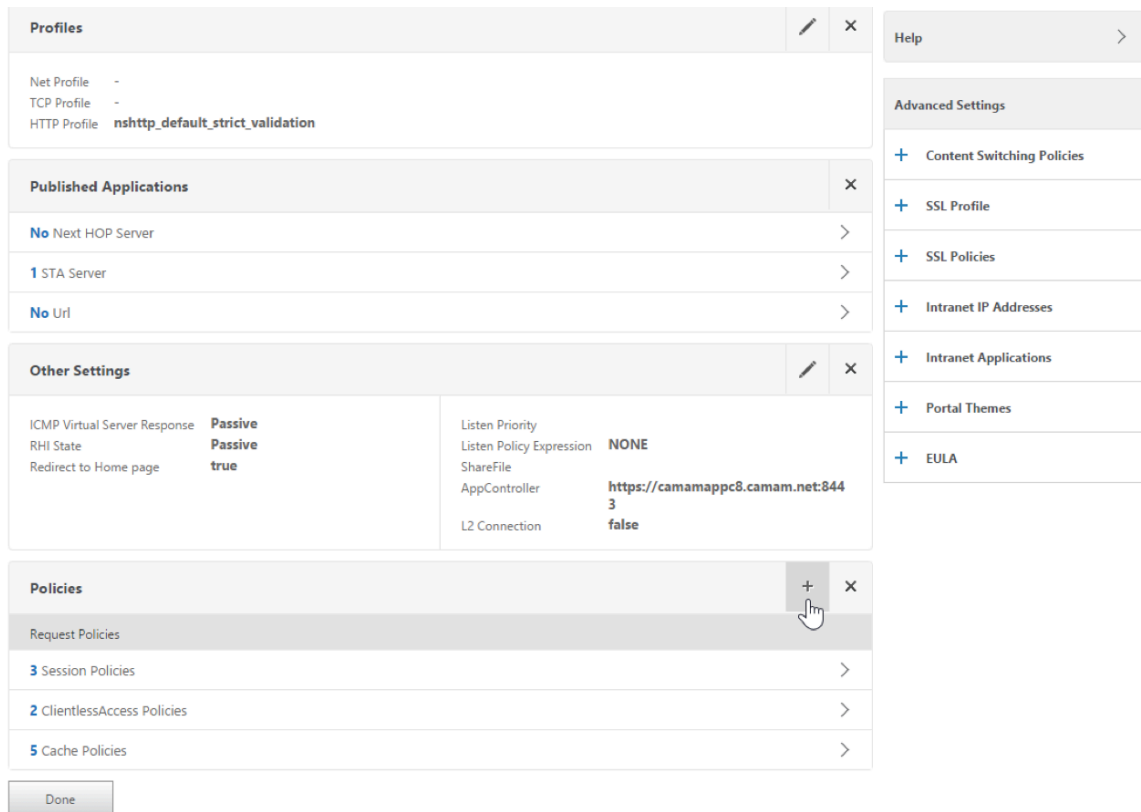 Profiles
Net Profile -
TCP Profile -
HTTP Profile nshttp_default_strict_validation
Published Applications
No Next HOP Server
1 STA Server
No Url
Other Settings
ICMP Virtual Server Response Passive
RHI State Passive
Redirect to Home page true
Listen Priority
Listen Policy Expression NONE
ShareFile
AppController https://camamappc8.camam.net:844
3
L2 Connection false
Policies
Request Policies
3 Session Policies
2 ClientlessAccess Policies
5 Cache Policies
Done
Help
Advanced Settings
Content Switching Policies
SSL Profile
SSL Policies
Intranet IP Addresses
Intranet Applications
Portal Themes
EULA